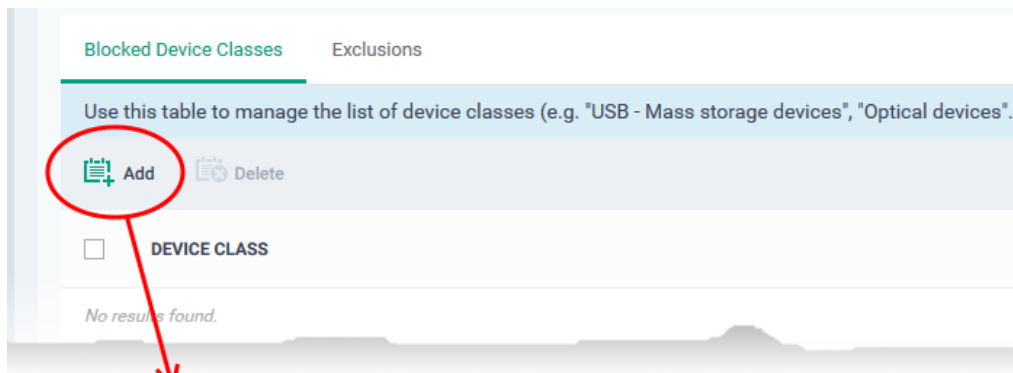 Blocked Device Classes Exclusions
Use this table to manage the list of device classes (e.g. "USB - Mass storage devices", "Optical devices".
Add Delete
DEVICE CLASS
No results found.